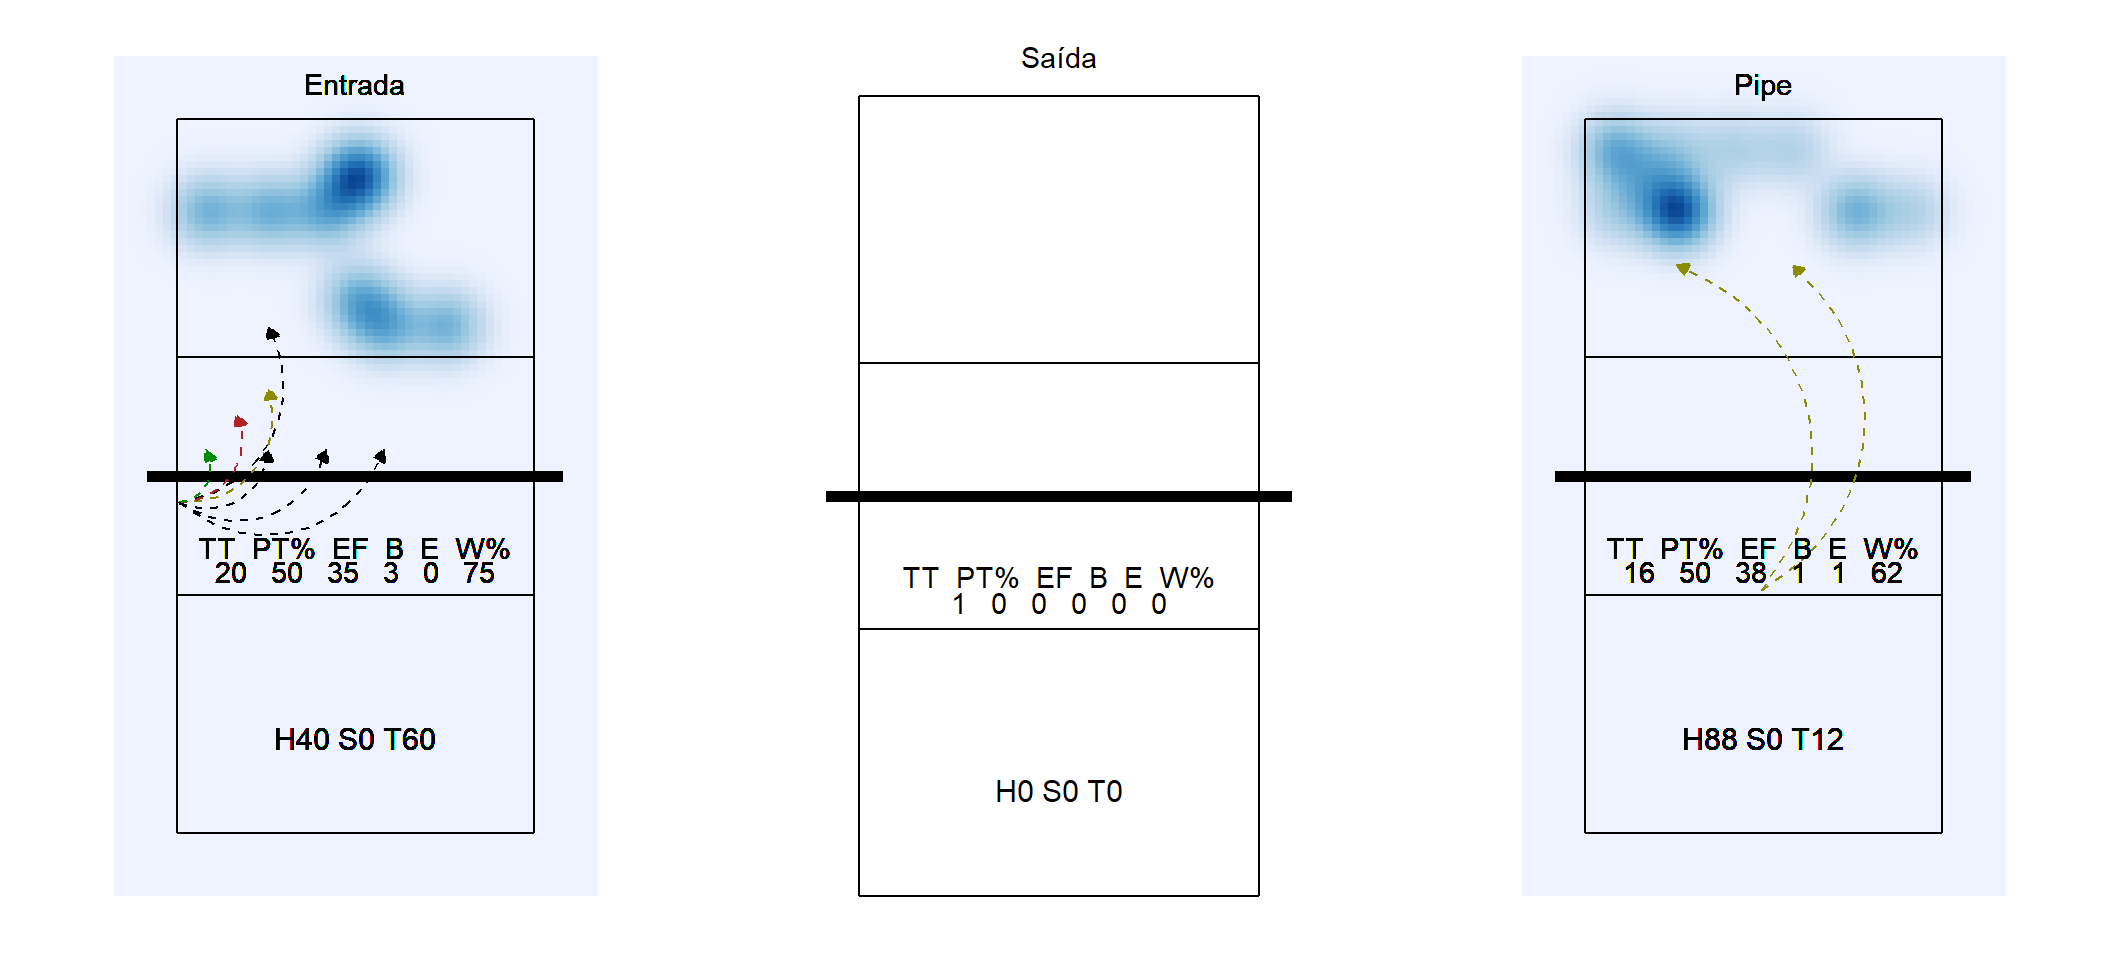 Entrada
TT PT% EF B E W%
20 50 35 3 0 75
H40 S0 T60
Saída
TT PT% EF B E W%
1 0 0 0 0 0
H0 S0 T0
Pipe
TT PT% EF B E W%
16 50 38 1 1 62
H88 S0 T12